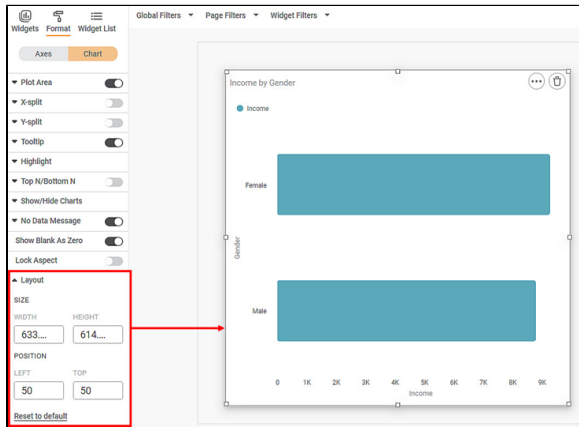 Widgets Format Widget List
Global Filters Page Filters Widget Filters
Axes Chart
Plot Area
X-split
Y-split
Tooltip
Highlight
Top N/Bottom N
Show/Hide Charts
No Data Message
Show Blank As Zero
Lock Aspect
Layout
SIZE
WIDTH HEIGHT
633.... 614....
POSITION
LEFT TOP
50 50
Reset to default
Income by Gender
Income
Female
Gender
Male
0 1K 2K 3K 4K 5K 6K 7K 8K 9K
Income